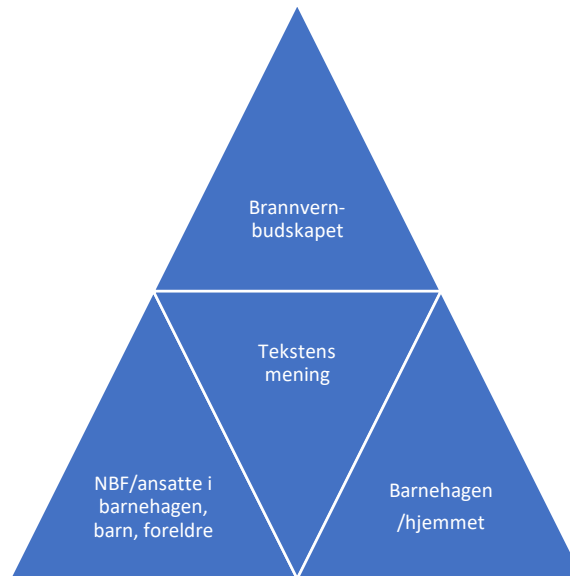 Brannvern-
budskapet
Tekstens
mening
NBF/ansatte i
barnehagen,
barn, foreldre
Barnehagen
/hjemmet